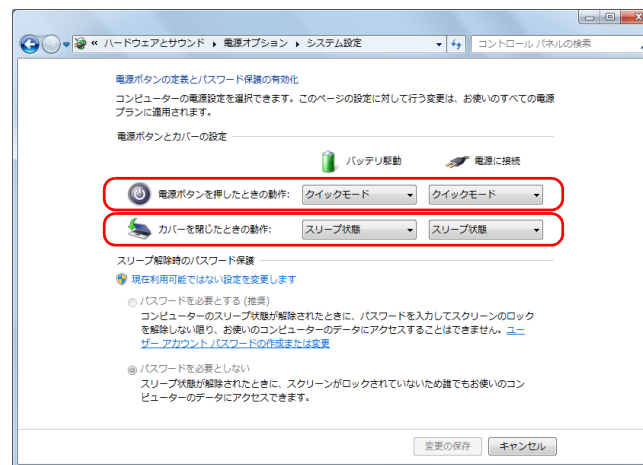 « ハードウェアとサウンド ▸ 電源オプション ▸ システム設定
コントロール パネルの検索
電源ボタンの定義とパスワード保護の有効化
コンピューターの電源設定を選択できます。このページの設定に対して行う変更は、お使いのすべての電源
プランに適用されます。
電源ボタンとカバーの設定
バッテリ駆動 電源に接続
電源ボタンを押したときの動作: クイックモード クイックモード
カバーを閉じたときの動作: スリープ状態 スリープ状態
スリープ解除時のパスワード保護
現在利用可能ではない設定を変更します
パスワードを必要とする (推奨)
コンピューターのスリープ状態が解除されたときに、パスワードを入力してスクリーンのロック
を解除しない限り、お使いのコンピューターのデータにアクセスすることはできません。ユー
ザー アカウント パスワードの作成または変更
パスワードを必要としない
スリープ状態が解除されたときに、スクリーンがロックされていないため誰でもお使いのコン
ピューターのデータにアクセスできます。
変更の保存 キャンセル